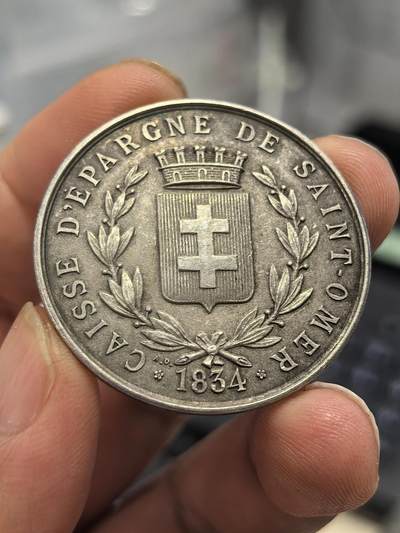 CAISSE D'ÉPARGNE DE SAINT-OMER
1834